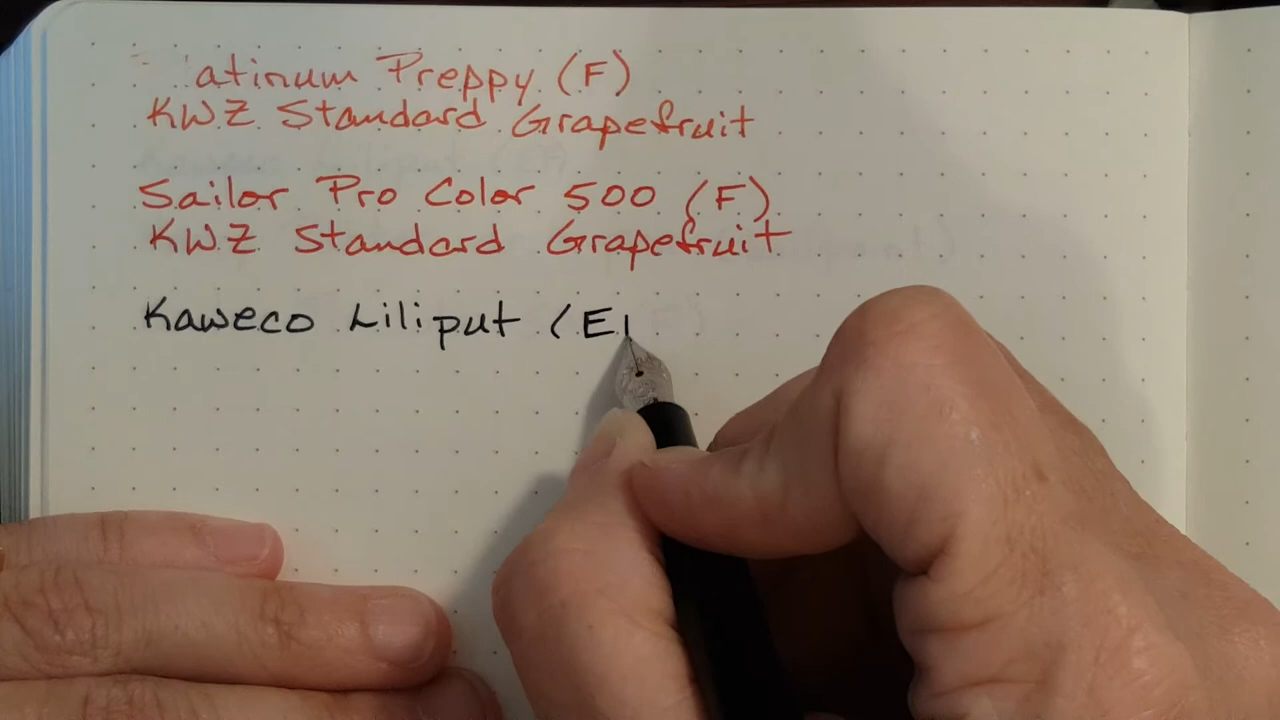 atinum Preppy (F)
KWZ Standard Grapefruit
Sailor Pro Color 500 (F)
KWZ Standard Grapefruit
Kaweco Liliput (E